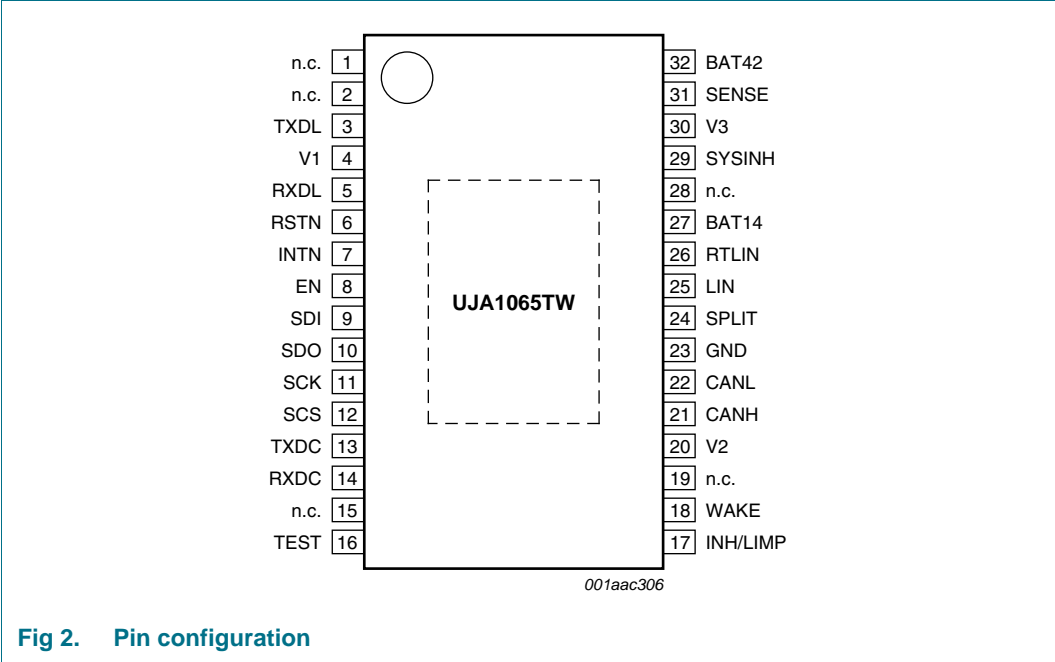 n.c. 1 32 BAT42
n.c. 2 31 SENSE
TXDL 3 30 V3
V1 4 29 SYSINH
RXDL 5 28 n.c.
RSTN 6 27 BAT14
INTN 7 26 RTLIN
EN 8 25 LIN
UJA1065TW
SDI 9 24 SPLIT
SDO 10 23 GND
SCK 11 22 CANL
SCS 12 21 CANH
TXDC 13 20 V2
RXDC 14 19 n.c.
n.c. 15 18 WAKE
TEST 16 17 INH/LIMP
001aac306
Fig 2. Pin configuration